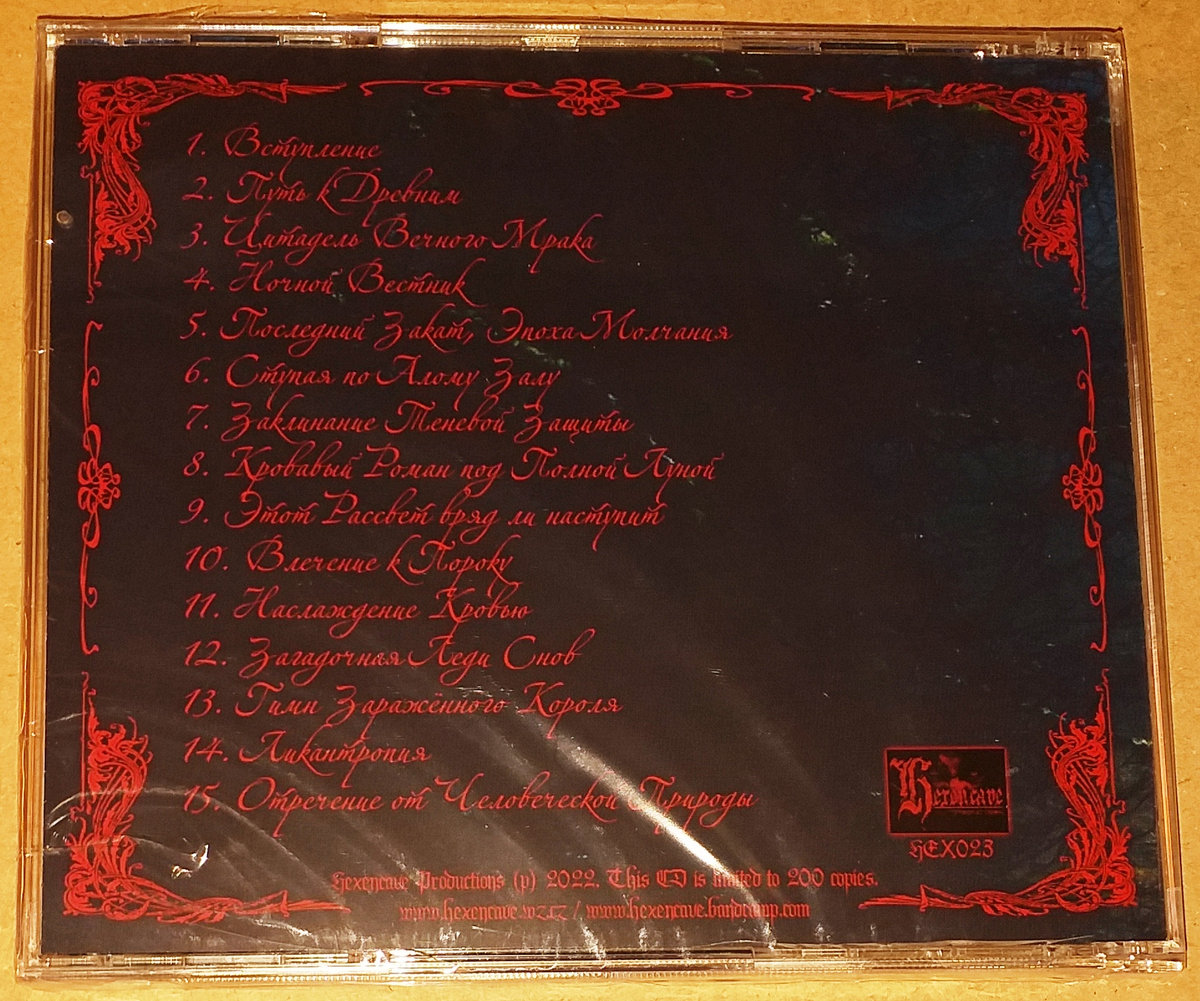 1. Вступление
2. Путь к Древним
3. Цитадель Вечного Мрака
4. Ночной Вестник
5. Последний Закат, Эпоха Молчания
6. Ступая по Алому Залу
7. Заклинание Теневой Защиты
8. Кровавый Роман под Полной Луной
9. Этот Рассвет вряд ли наступит
10. Влечение к Пороку
11. Наслаждение Кровью
12. Загадочная Леди Снов
13. Гимн Заражённого Короля
14. Ликантропия
15. Отречение от Человеческой Природы
Hexencave
HEX023
Hexencave Productions (p) 2022. This CD is limited to 200 copies.
www.hexencave.wz.cz / www.hexencave.bandcamp.com